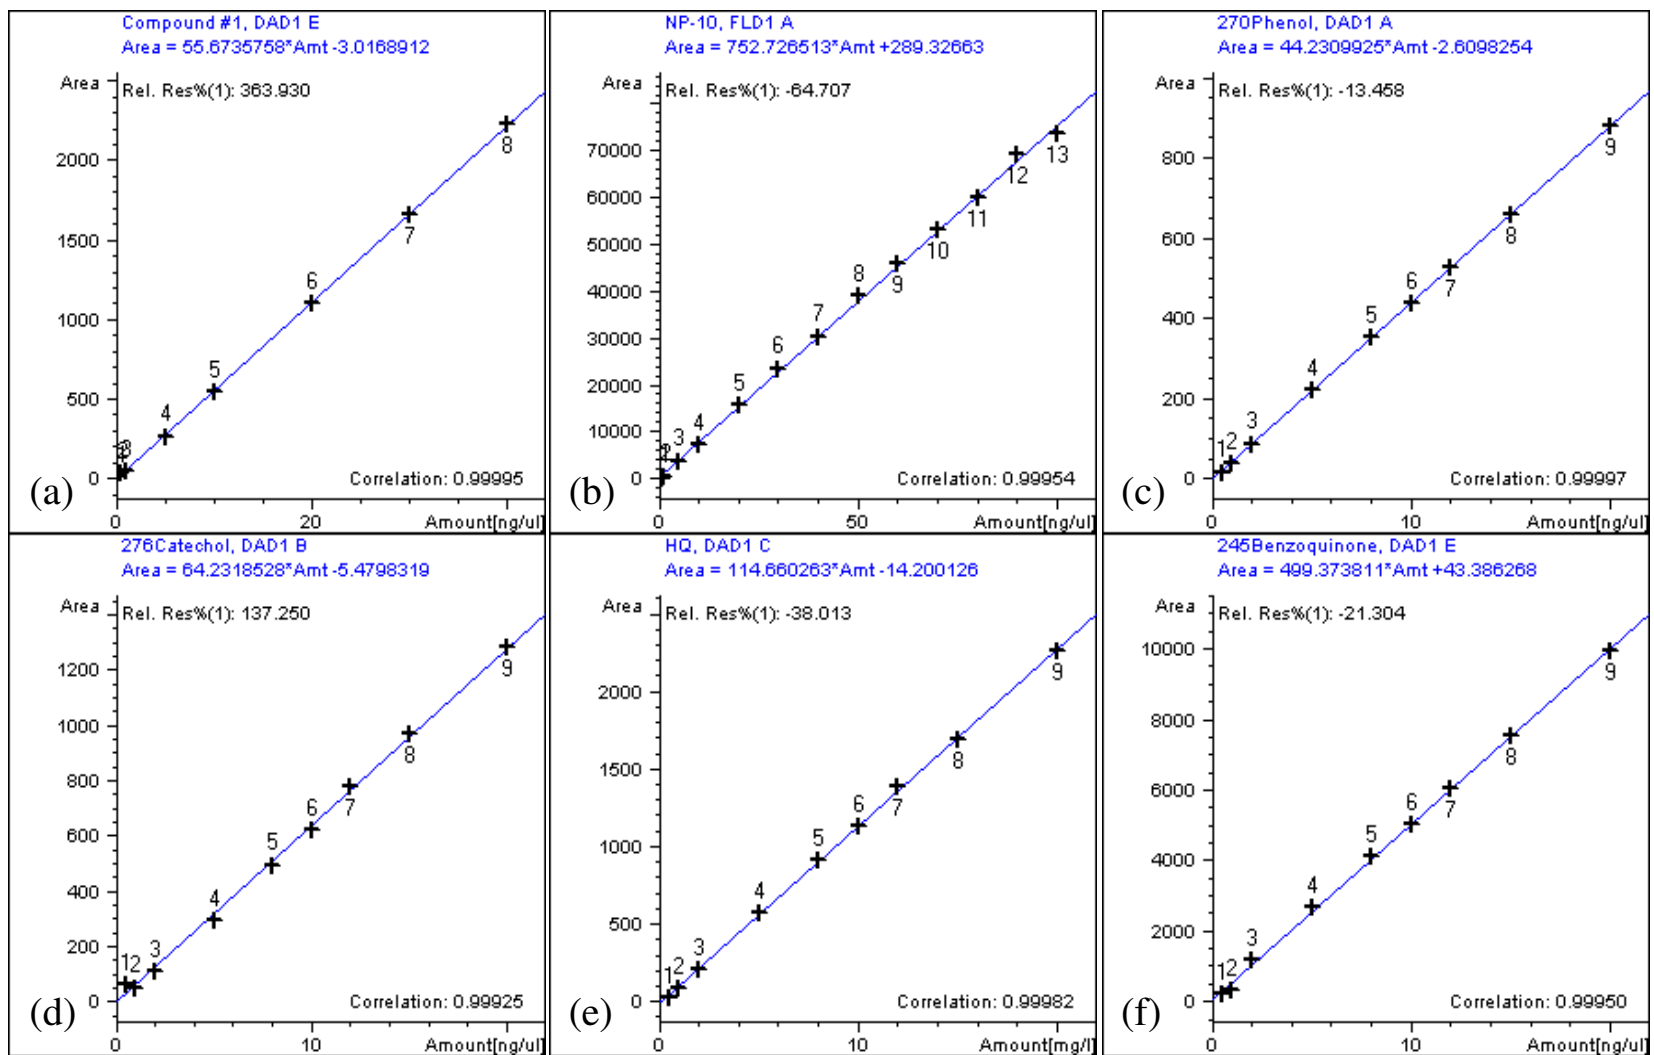 Compound #1, DAD1 E
Area = 55.6735758*Amt -3.0168912
Area
Rel. Res%(1): 363.930
2000
1500
1000
500
0
8
7
6
5
4
3
(a)
Correlation: 0.99995
0
20
Amount[ng/ul]
NP-10, FLD1 A
Area = 752.726513*Amt +289.32663
Area
Rel. Res%(1): -64.707
70000
60000
50000
40000
30000
20000
10000
0
13
12
11
10
9
8
7
6
5
4
3
2
1
(b)
Correlation: 0.99954
0
50
Amount[ng/ul]
270Phenol, DAD1 A
Area = 44.2309925*Amt -2.6098254
Area
Rel. Res%(1): -13.458
800
600
400
200
0
9
8
7
6
5
4
3
2
1
(c)
Correlation: 0.99997
0
10
Amount[ng/ul]
276Catechol, DAD1 B
Area = 64.2318528*Amt -5.4798319
Area
Rel. Res%(1): 137.250
1200
1000
800
600
400
200
0
9
8
7
6
5
4
3
12
(d)
Correlation: 0.99925
0
10
Amount[ng/ul]
HQ, DAD1 C
Area = 114.660263*Amt -14.200126
Area
Rel. Res%(1): -38.013
2000
1500
1000
500
0
9
8
7
6
5
4
3
2
1
(e)
Correlation: 0.99982
0
10
Amount[mg/l]
245Benzoquinone, DAD1 E
Area = 499.373811*Amt +43.386268
Area
Rel. Res%(1): -21.304
10000
8000
6000
4000
2000
0
9
8
7
6
5
4
3
12
(f)
Correlation: 0.99950
0
10
Amount[ng/ul]